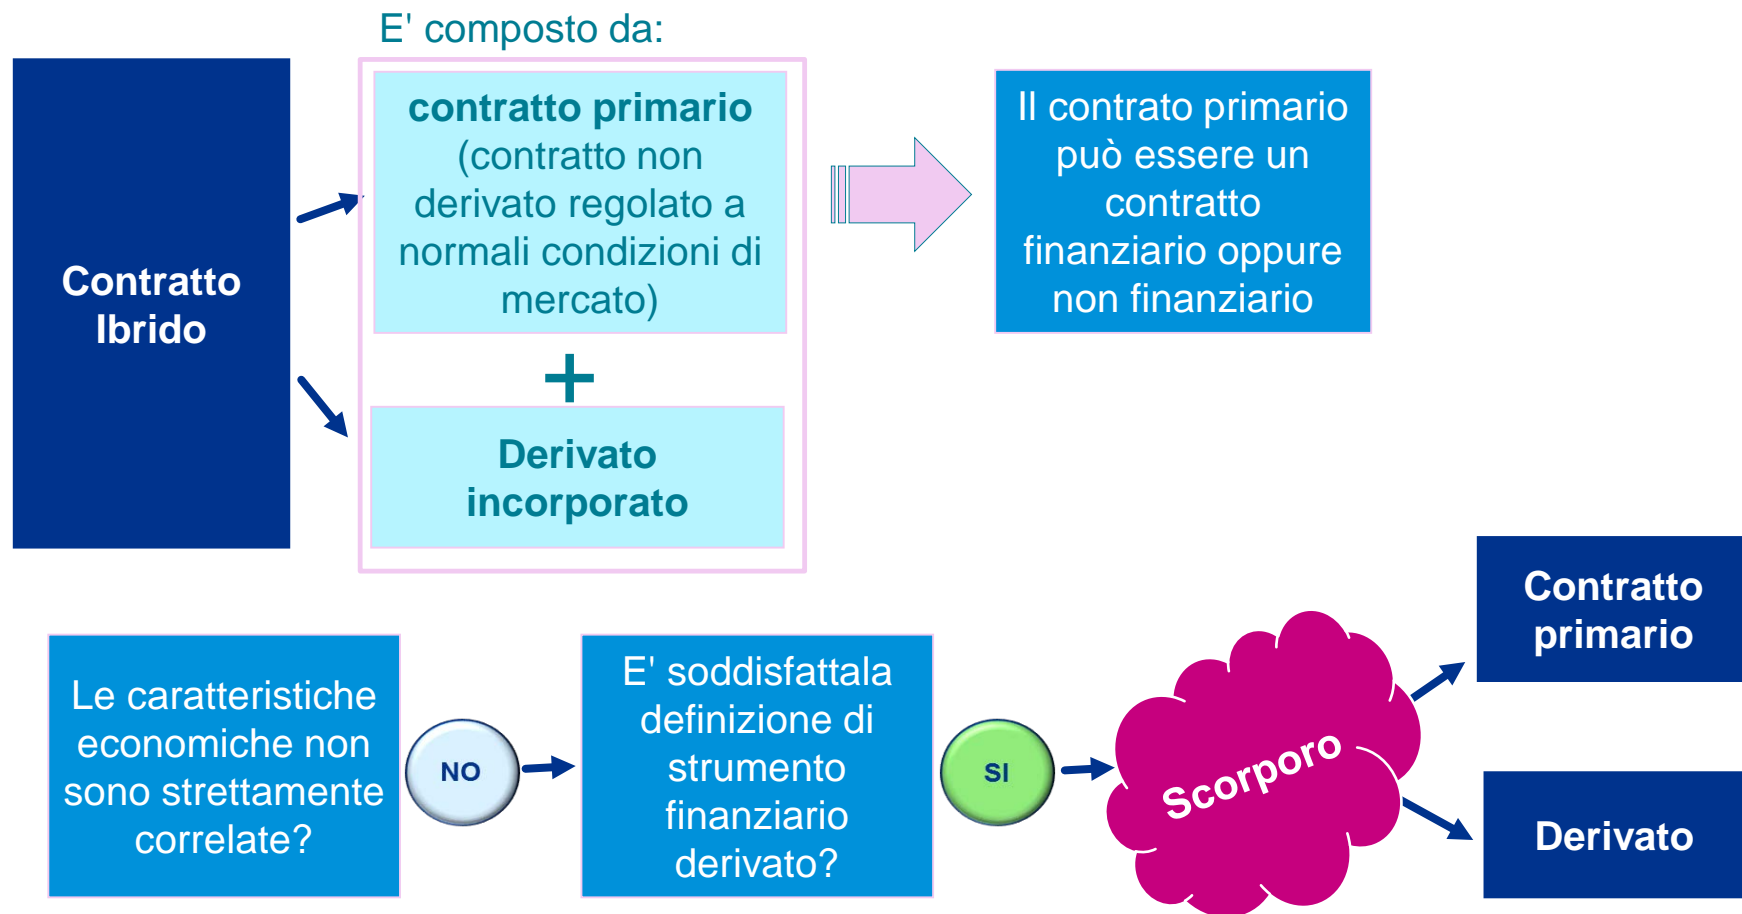 E' composto da:
Contratto
Ibrido
contratto primario
(contratto non
derivato regolato a
normali condizioni di
mercato)
+
Derivato
incorporato
Il contrato primario
può essere un
contratto
finanziario oppure
non finanziario
Le caratteristiche
economiche non
sono strettamente
correlate?
NO
E' soddisfattala
definizione di
strumento
finanziario
derivato?
SI
Scorporo
Contratto
primario
Derivato